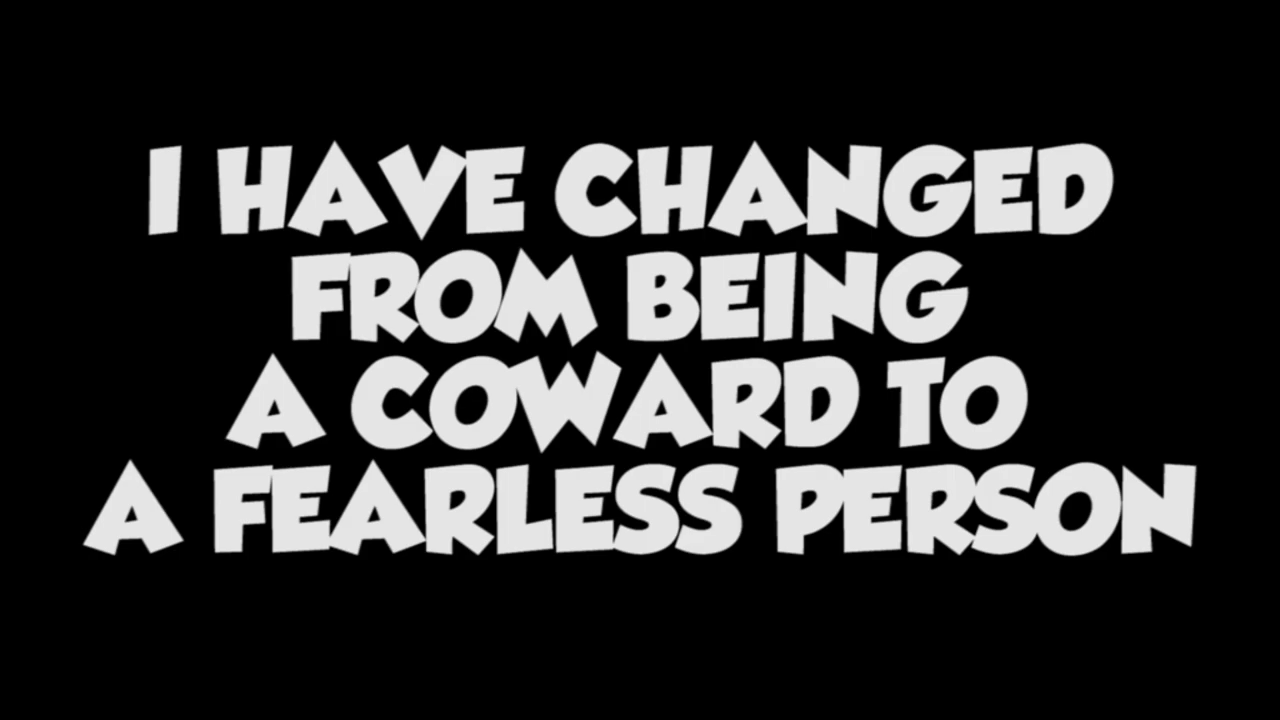 I HAVE CHANGED
FROM BEING
A COWARD TO
A FEARLESS PERSON